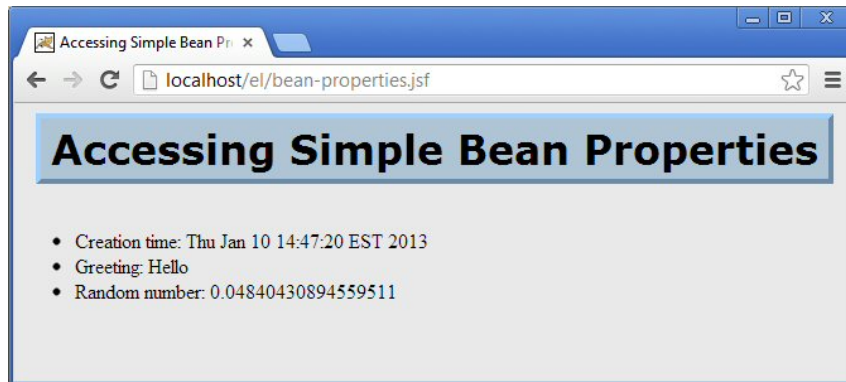 Accessing Simple Bean Pr
localhost/el/bean-properties.jsf
Accessing Simple Bean Properties
Creation time: Thu Jan 10 14:47:20 EST 2013
Greeting: Hello
Random number: 0.04840430894559511